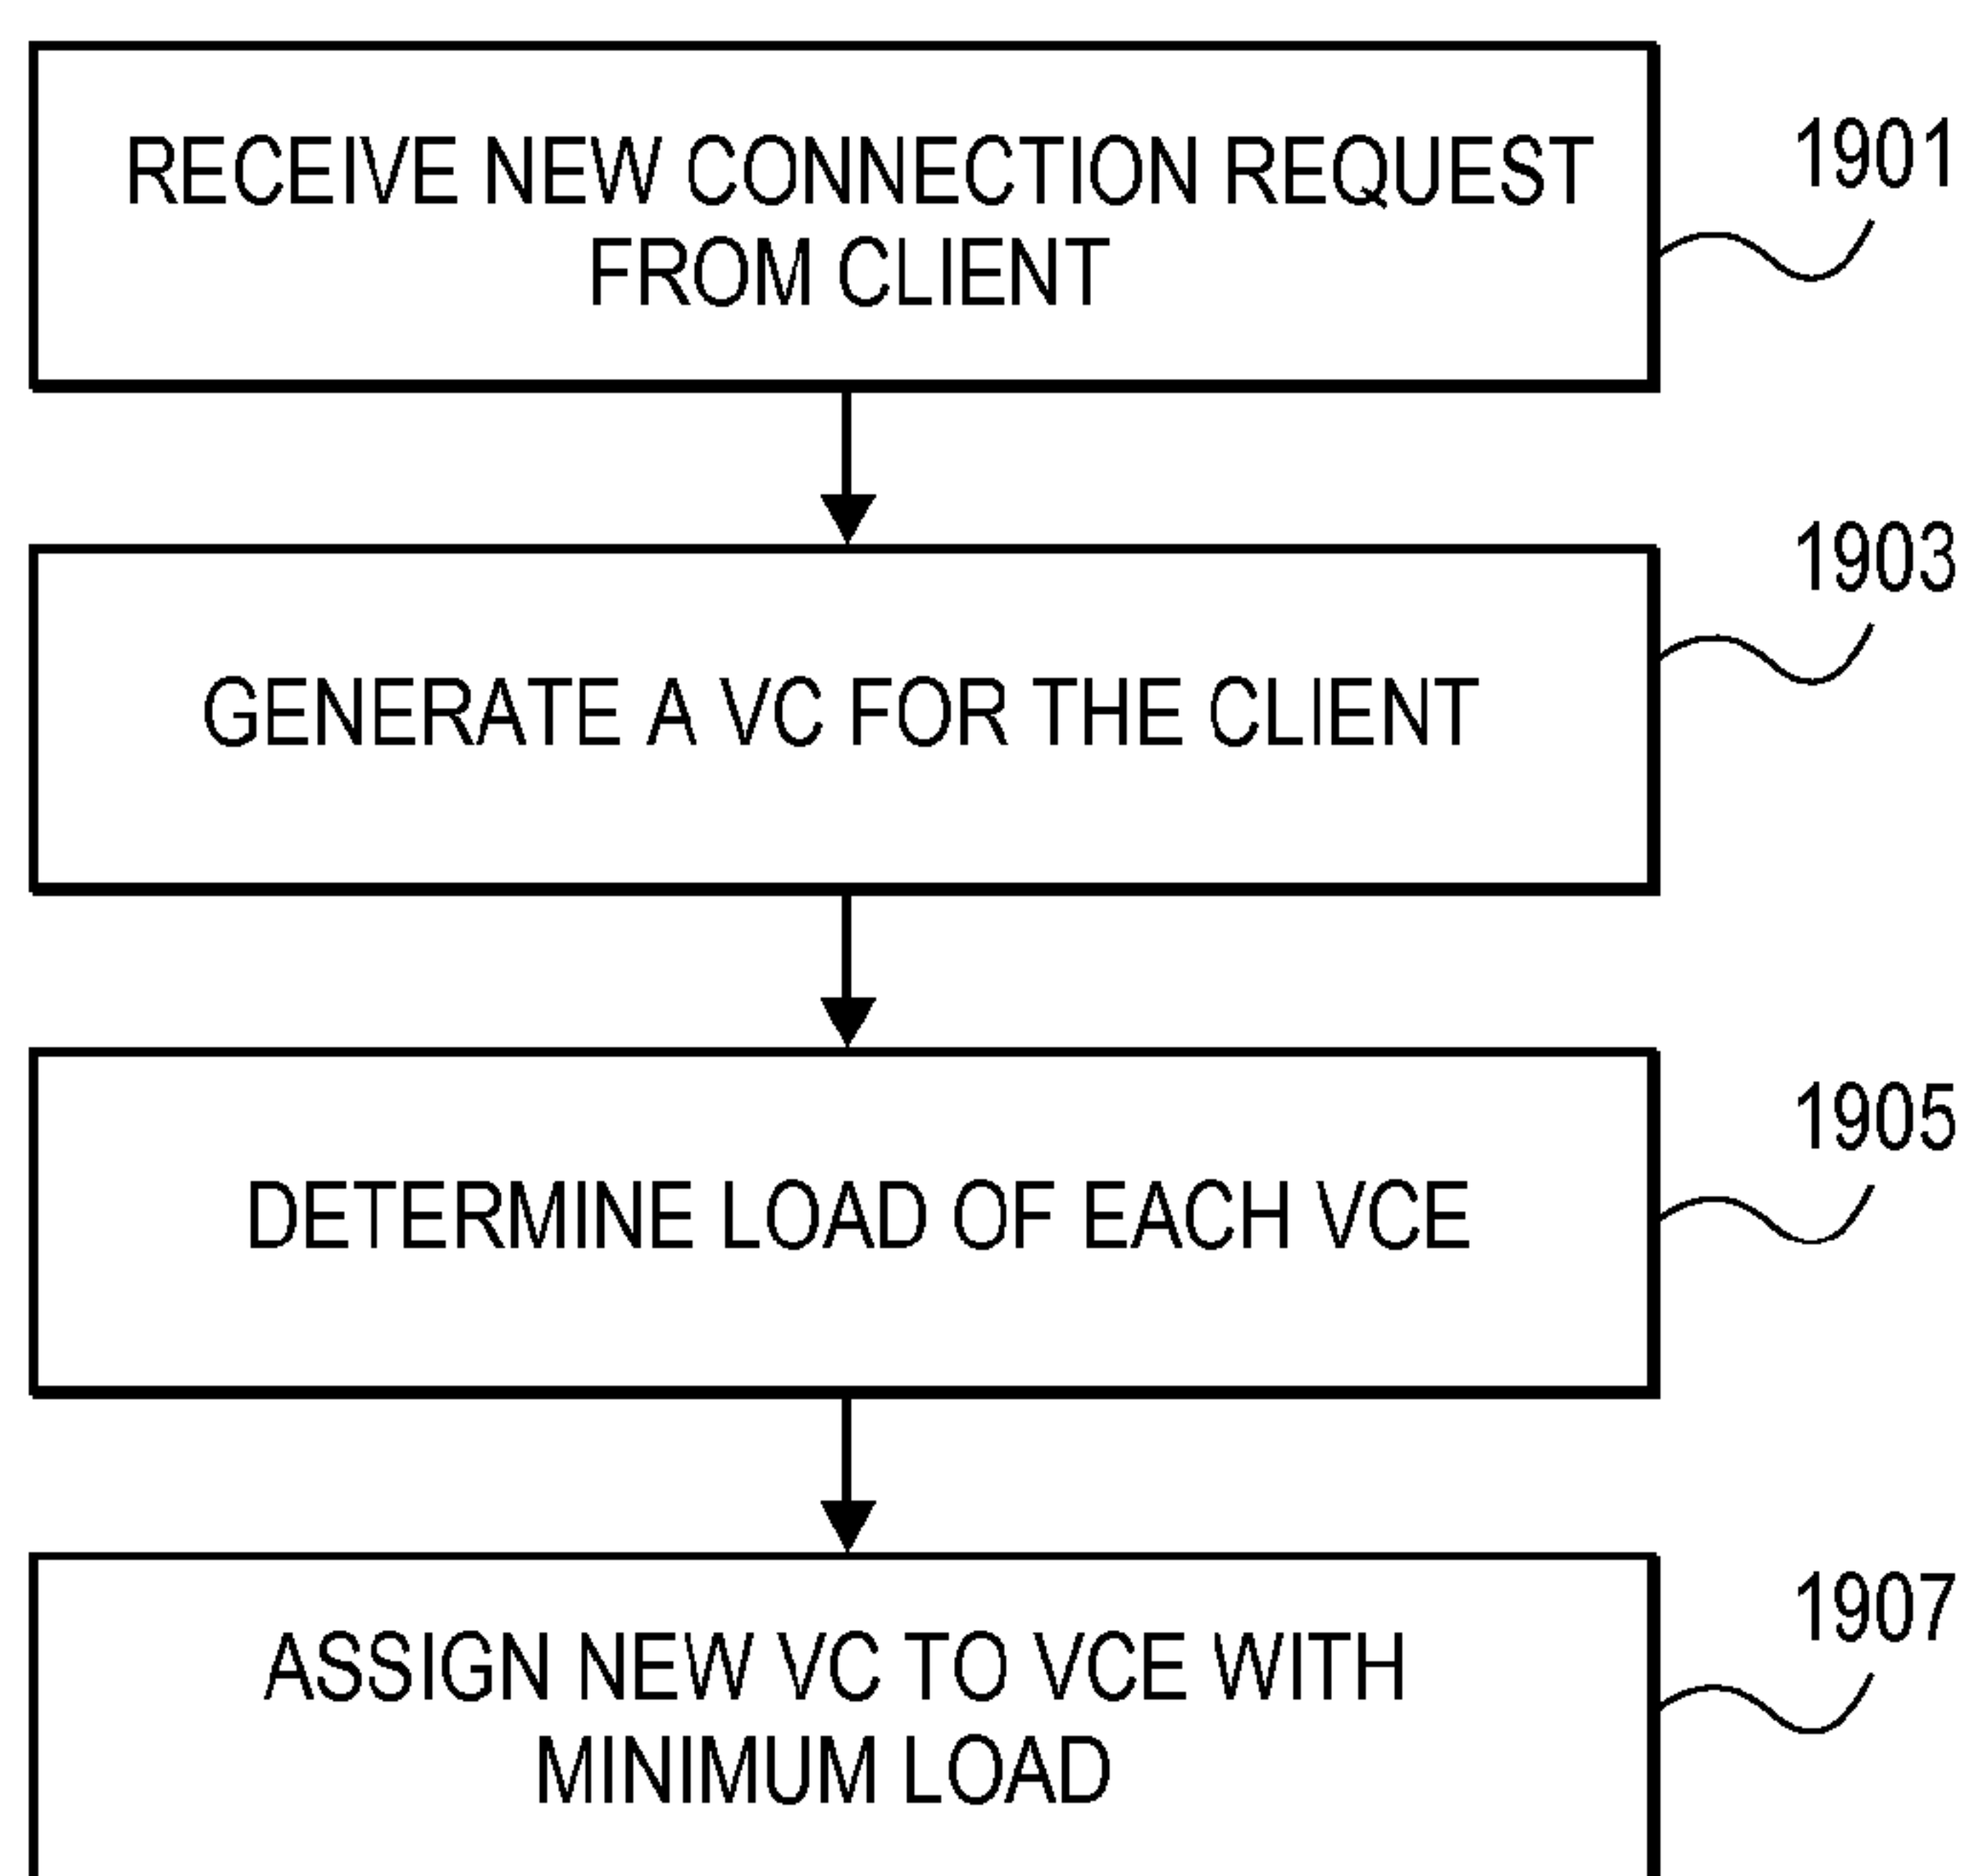 RECEIVE NEW CONNECTION REQUEST
FROM CLIENT
1901
GENERATE A VC FOR THE CLIENT
1903
DETERMINE LOAD OF EACH VCE
1905
ASSIGN NEW VC TO VCE WITH
MINIMUM LOAD
1907